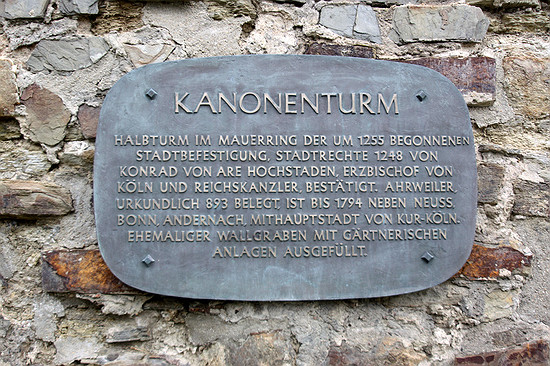 KANONENTURM
HALBTURM IM MAUERRING DER UM 1255 BEGONNENEN
STADTBEFESTIGUNG, STADTRECHTE 1248 VON
KONRAD VON ARE HOCHSTADEN, ERZBISCHOF VON
KÖLN UND REICHSKANZLER, BESTÄTIGT. AHRWEILER,
URKUNDLICH 893 BELEGT, IST BIS 1794 NEBEN NEUSS.
BONN, ANDERNACH, MITHAUPTSTADT VON KUR-KÖLN.
EHEMALIGER WALLGRABEN MIT GÄRTNERISCHEN
ANLAGEN AUSGEFÜLLT.